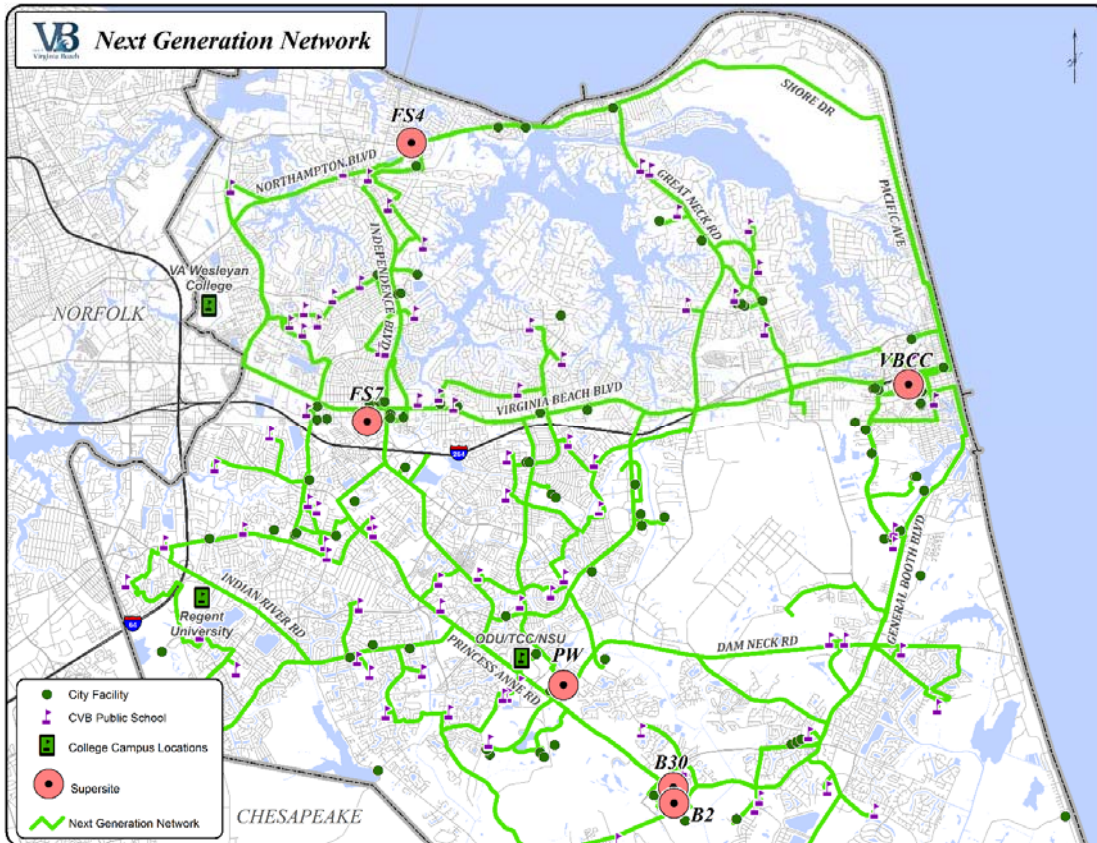 VB
Virginia Beach
Next Generation Network
N
SHORE DR
FS4
NORTHAMPTON BLVD
GREAT NECK RD
PACIFIC AVE
INDEPENDENCE BLVD
VA Wesleyan
College
NORFOLK
VBCC
FS7
VIRGINIA BEACH BLVD
264
INDIAN RIVER RD
Regent
University
64
GENERAL BOOTH BLVD
ODU/TCC/NSU
PW
DAM NECK RD
PRINCESS ANNE RD
B30
B2
CHESAPEAKE
City Facility
CVB Public School
College Campus Locations
Supersite
Next Generation Network